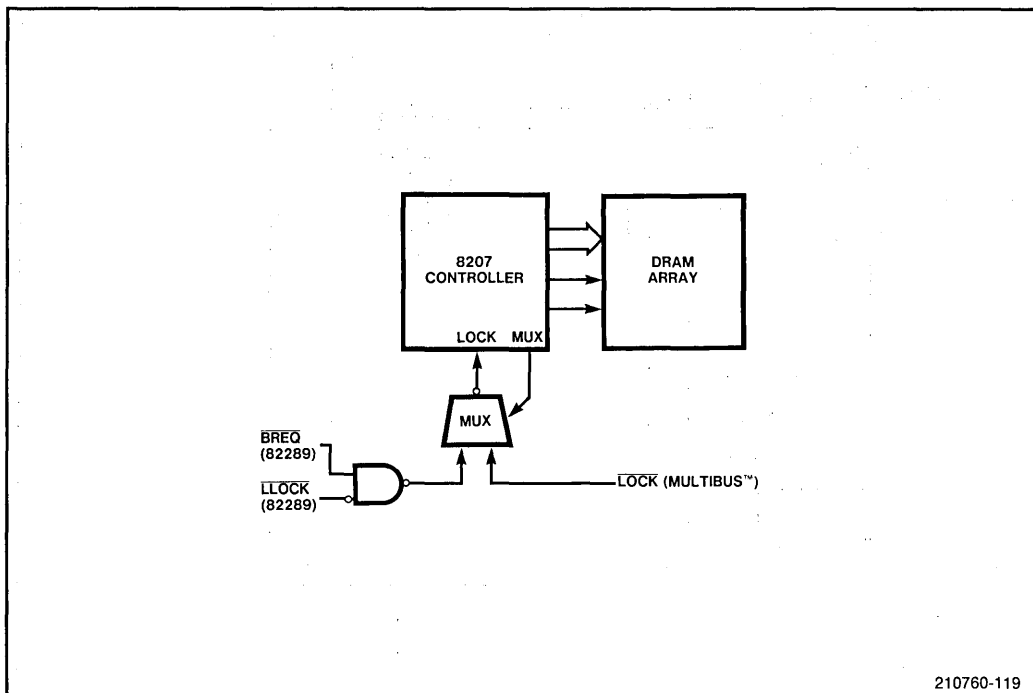 8207
CONTROLLER
DRAM
ARRAY
LOCK MUX
MUX
BREQ
(82289)
LLOCK
(82289)
LOCK (MULTIBUS™)
210760-119